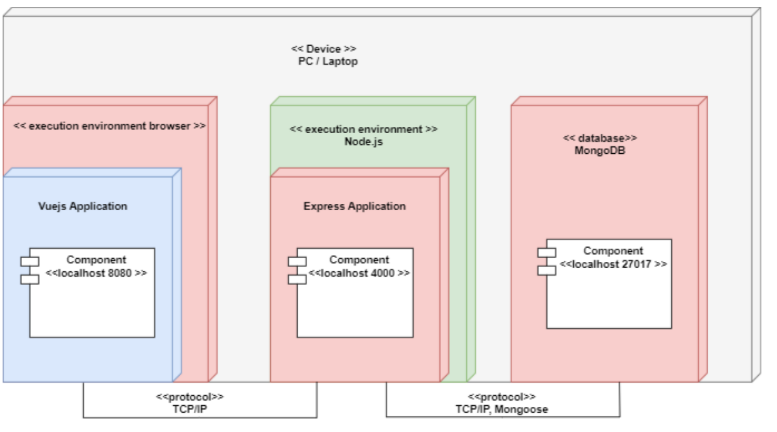 << Device >>
PC / Laptop
<< execution environment browser >>
<< execution environment >>
Node.js
<< database>>
MongoDB
Vuejs Application
Express Application
Component
<<localhost 8080 >>
Component
<<localhost 4000 >>
Component
<<localhost 27017 >>
<<protocol>>
TCP/IP
<<protocol>>
TCP/IP, Mongoose